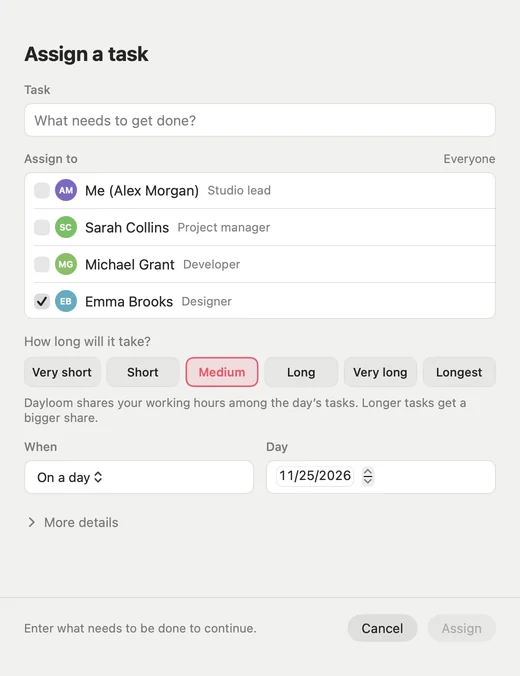 Assign a task
Task
What needs to get done?
Assign to
Everyone
AM Me (Alex Morgan) Studio lead
SC Sarah Collins Project manager
MG Michael Grant Developer
EB Emma Brooks Designer
How long will it take?
Very short Short Medium Long Very long Longest
Dayloom shares your working hours among the day's tasks. Longer tasks get a
bigger share.
When Day
On a day 11/25/2026
More details
Enter what needs to be done to continue. Cancel Assign